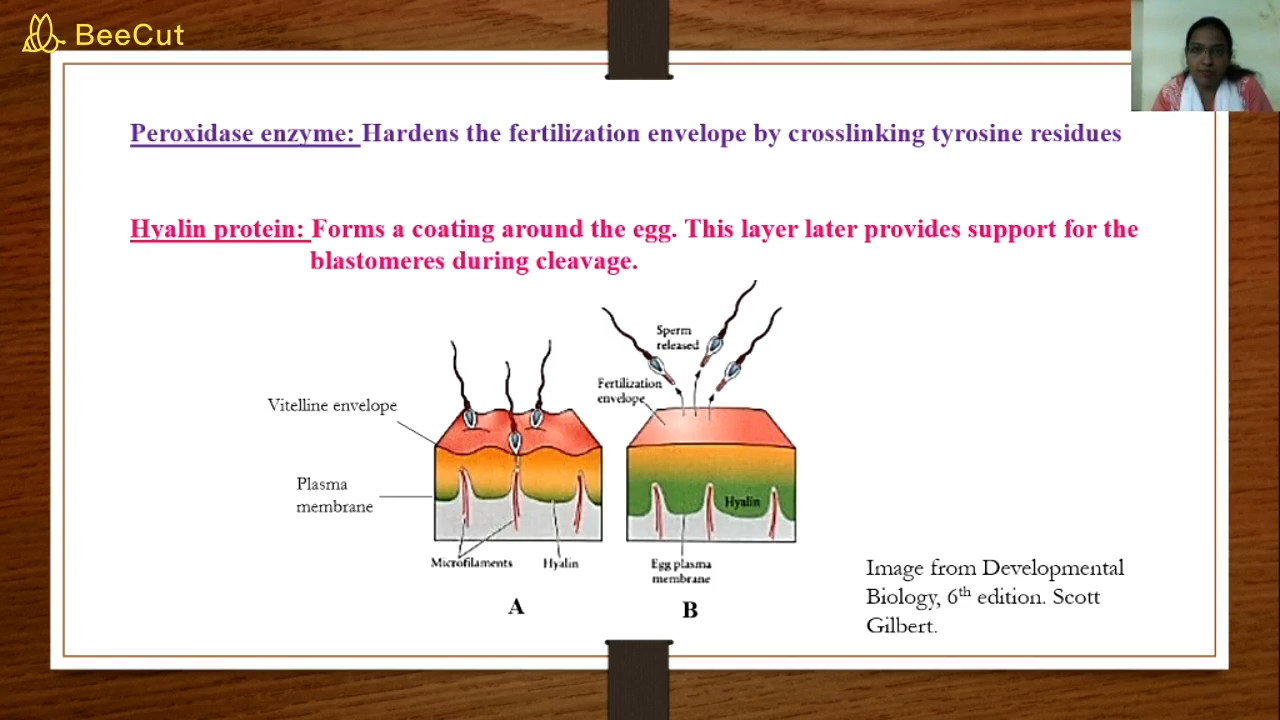 BeeCut
Peroxidase enzyme: Hardens the fertilization envelope by crosslinking tyrosine residues
Hyalin protein: Forms a coating around the egg. This layer later provides support for the
blastomeres during cleavage.
Sperm
released
Fertilization
envelope
Vitelline envelope
Plasma
membrane
Hyalin
Microfilaments
Hyalin
Egg plasma
membrane
A
B
Image from Developmental
Biology, 6th edition. Scott
Gilbert.